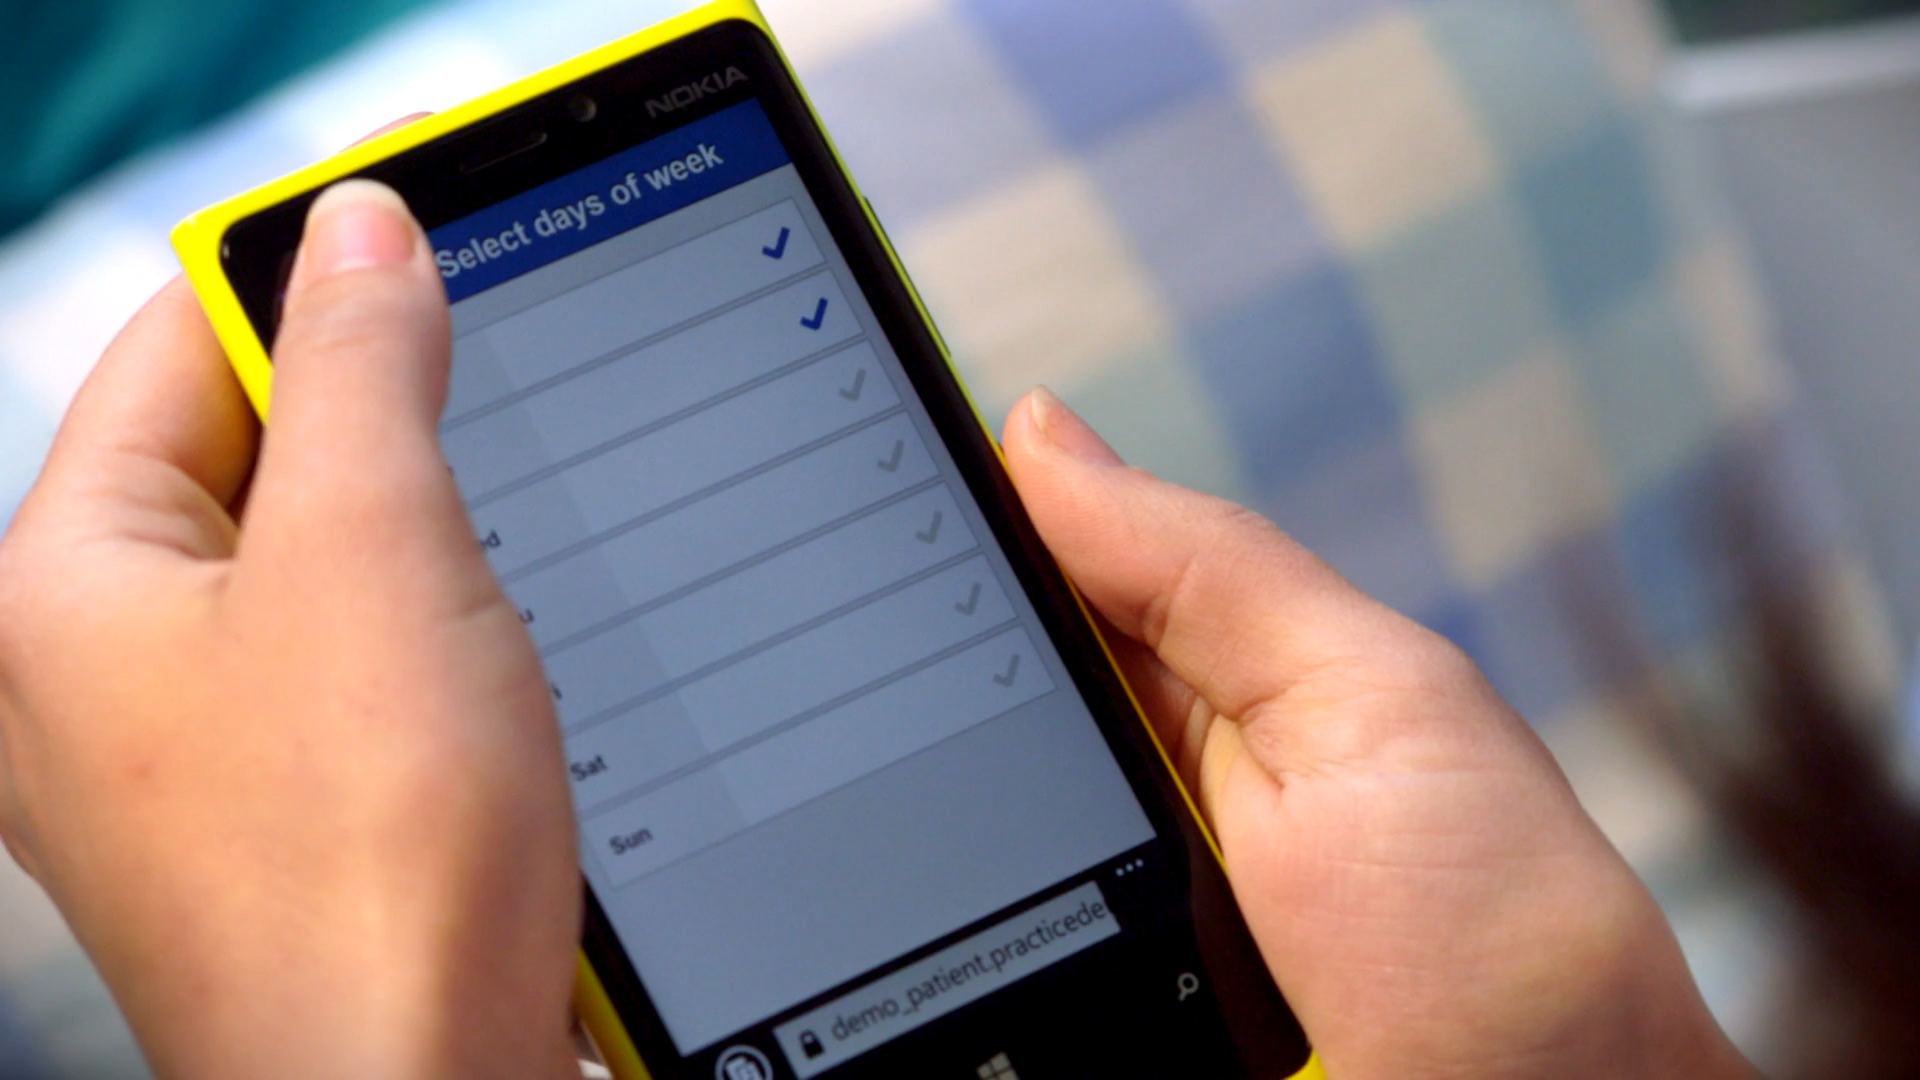 NOKIA
Select days of week
Sat
Sun
demo_patient.practicede